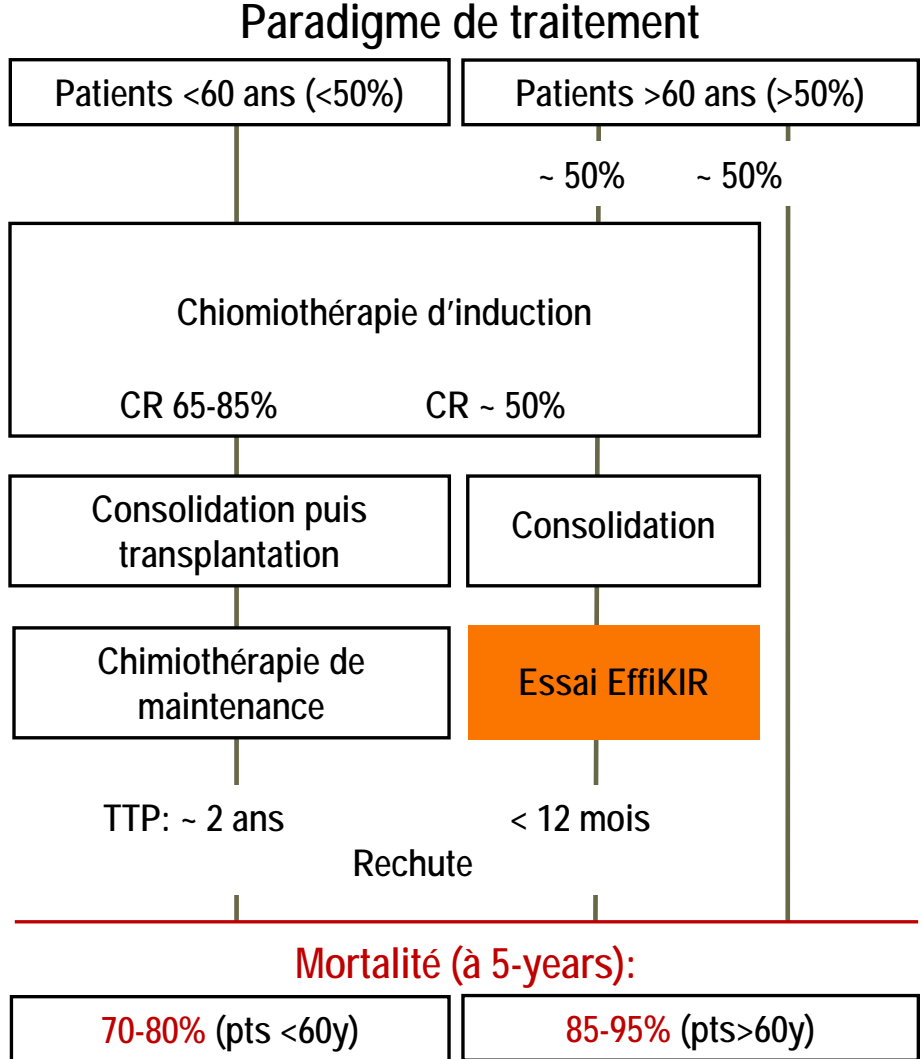 Paradigme de traitement
Patients <60 ans (<50%)
Patients >60 ans (>50%)
~ 50%
~ 50%
Chiomiothérapie d'induction
CR 65-85%
CR ~ 50%
Consolidation puis
transplantation
Consolidation
Chimiothérapie de
maintenance
Essai EffiKIR
TTP: ~ 2 ans
< 12 mois
Rechute
Mortalité (à 5-years):
70-80% (pts <60y)
85-95% (pts>60y)